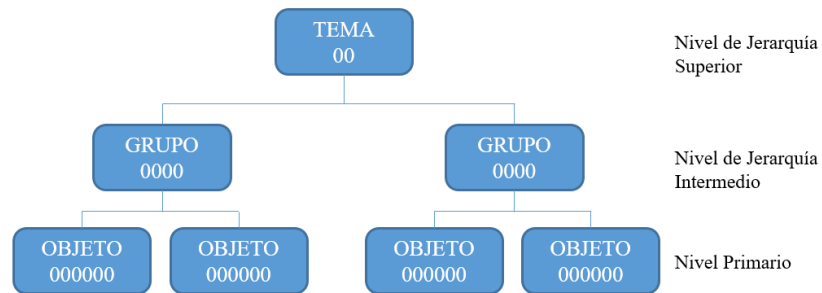 TEMA
00
Nivel de Jerarquía
Superior
GRUPO
0000
GRUPO
0000
Nivel de Jerarquía
Intermedio
OBJETO
000000
OBJETO
000000
OBJETO
000000
OBJETO
000000
Nivel Primario